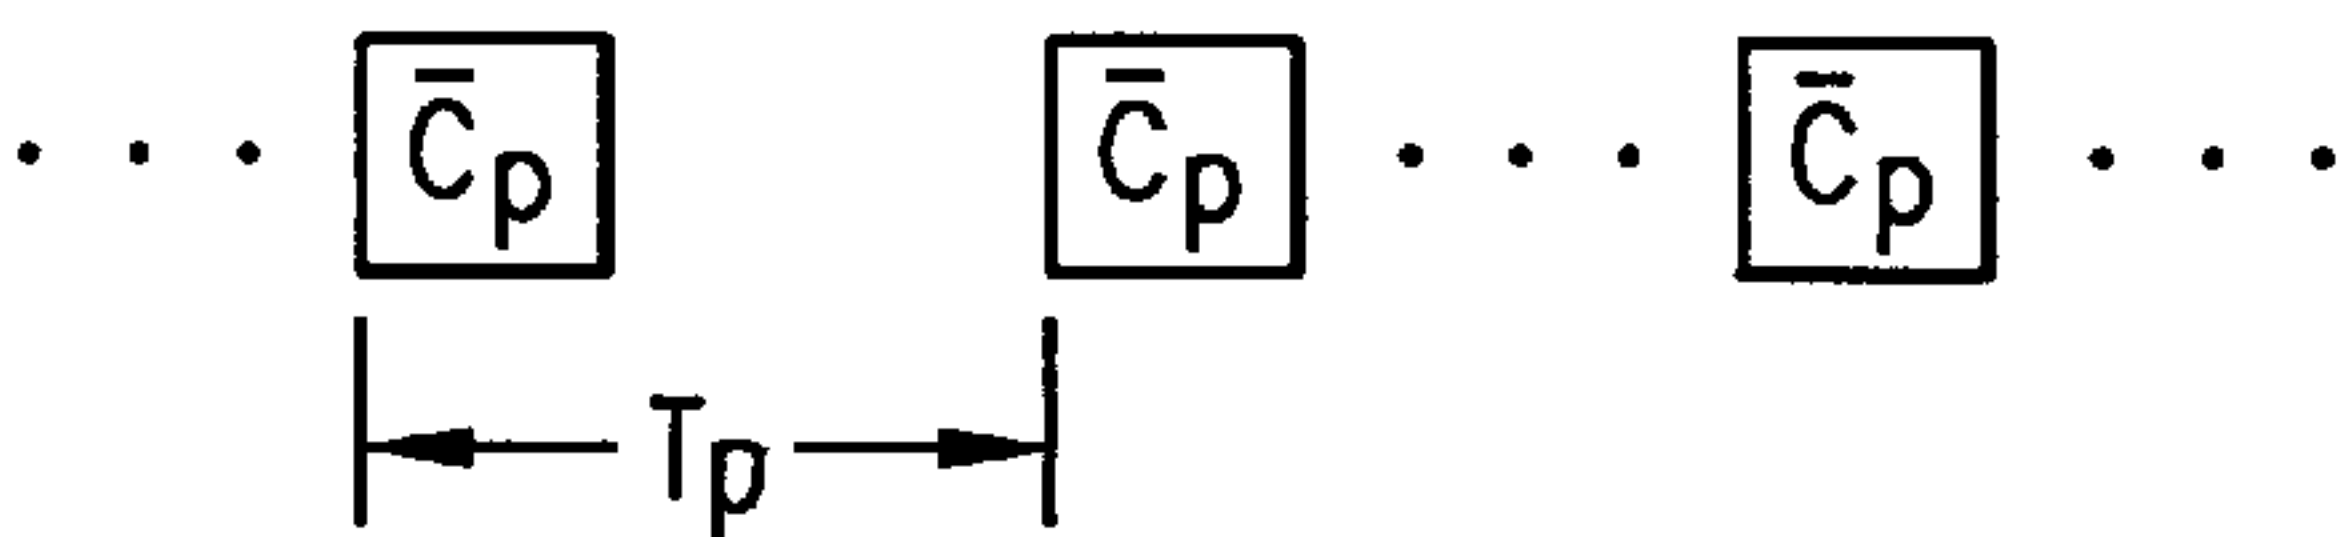 · · · C̄p C̄p · · · C̄p · · ·
Tp